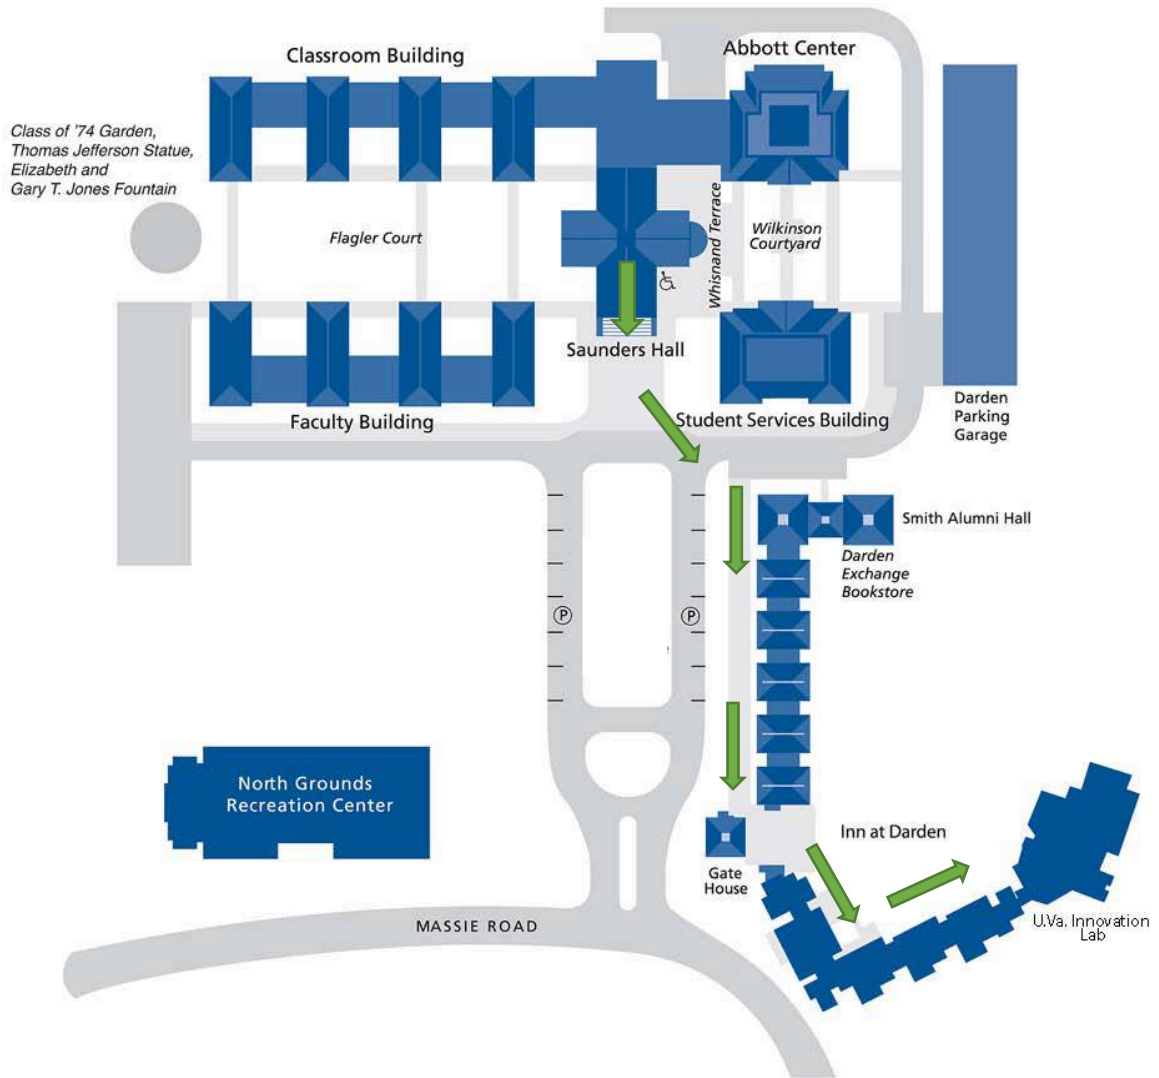 Classroom Building
Abbott Center
Class of '74 Garden,
Thomas Jefferson Statue,
Elizabeth and
Gary T. Jones Fountain
Flagler Court
Whisnand Terrace
Wilkinson
Courtyard
Saunders Hall
Faculty Building
Student Services Building
Darden
Parking
Garage
Smith Alumni Hall
Darden
Exchange
Bookstore
P
P
North Grounds
Recreation Center
Inn at Darden
Gate
House
U.Va. Innovation
Lab
MASSIE ROAD